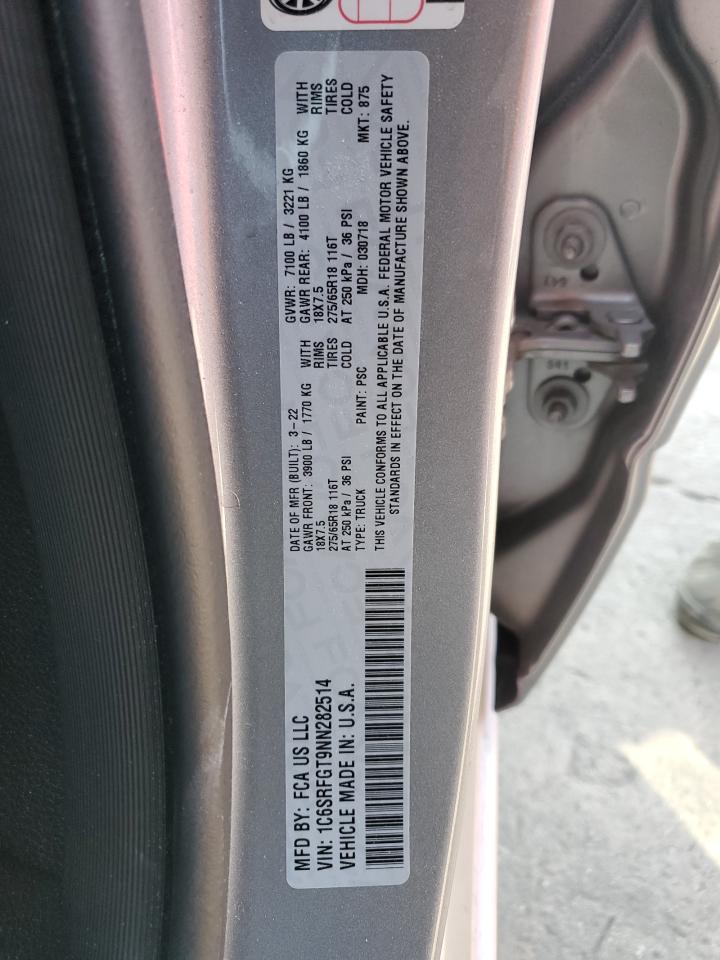 MFD BY: FCA US LLC
VIN: 1C6SRFGT9NN282514
VEHICLE MADE IN: U.S.A.
DATE OF MFR (BUILT): 3-22 GVWR: 7100 LB / 3221 KG
GAWR FRONT: 3900 LB / 1770 KG WITH GAWR REAR: 4100 LB / 1860 KG WITH
18X7.5 RIMS 18X7.5 RIMS
275/65R18 116T TIRES 275/65R18 116T TIRES
AT 250 kPa / 36 PSI COLD AT 250 kPa / 36 PSI COLD
TYPE: TRUCK PAINT: PSC MDH: 030718 MKT: 875
THIS VEHICLE CONFORMS TO ALL APPLICABLE U.S.A. FEDERAL MOTOR VEHICLE SAFETY
STANDARDS IN EFFECT ON THE DATE OF MANUFACTURE SHOWN ABOVE.